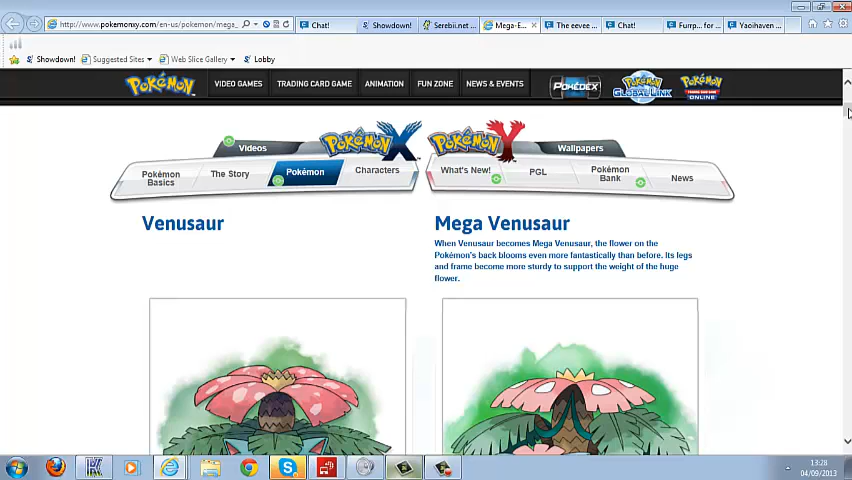 http://www.pokemonxy.com/en-us/pokemon/mega_
Chat!
Showdown!
Serebii.net ...
Mega-E...
The eevee ...
Chat!
Furrp... for ...
Yaoihaven ...
Showdown!
Suggested Sites
Web Slice Gallery
Lobby
Pokémon
VIDEO GAMES
TRADING CARD GAME
ANIMATION
FUN ZONE
NEWS & EVENTS
POKéDEX
Pokémon GLOBAL LINK
Pokémon ONLINE
Videos
Pokémon X
Pokémon Y
Wallpapers
Pokémon Basics
The Story
Pokémon
Characters
What's New!
PGL
Pokémon Bank
News
Venusaur
Mega Venusaur
When Venusaur becomes Mega Venusaur, the flower on the
Pokémon's back blooms even more fantastically than before. Its legs
and frame become more sturdy to support the weight of the huge
flower.
13:28
04/09/2013